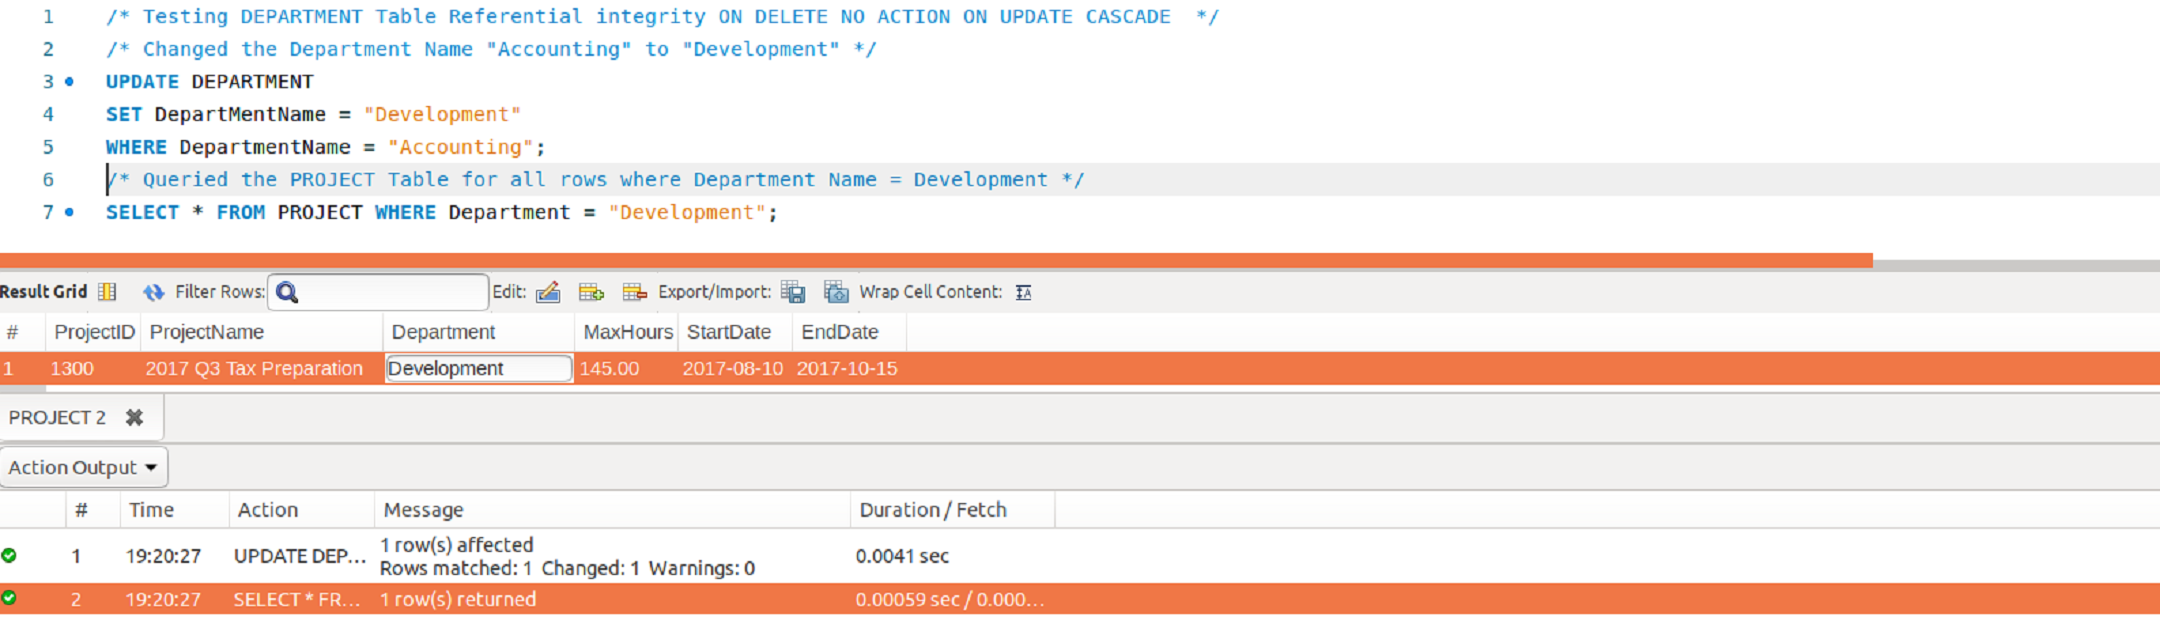 1 /* Testing DEPARTMENT Table Referential integrity ON DELETE NO ACTION ON UPDATE CASCADE */
2 /* Changed the Department Name "Accounting" to "Development" */
3 UPDATE DEPARTMENT
4 SET DepartMentName = "Development"
5 WHERE DepartmentName = "Accounting";
6 /* Queried the PROJECT Table for all rows where Department Name = Development */
7 SELECT * FROM PROJECT WHERE Department = "Development";
Result Grid Filter Rows: Edit: Export/Import: Wrap Cell Content:
# ProjectID ProjectName Department MaxHours StartDate EndDate
1 1300 2017 Q3 Tax Preparation Development 145.00 2017-08-10 2017-10-15
PROJECT 2
Action Output
# Time Action Message Duration / Fetch
1 19:20:27 UPDATE DEP... 1 row(s) affected
Rows matched: 1 Changed: 1 Warnings: 0 0.0041 sec
2 19:20:27 SELECT * FR... 1 row(s) returned 0.00059 sec / 0.000...